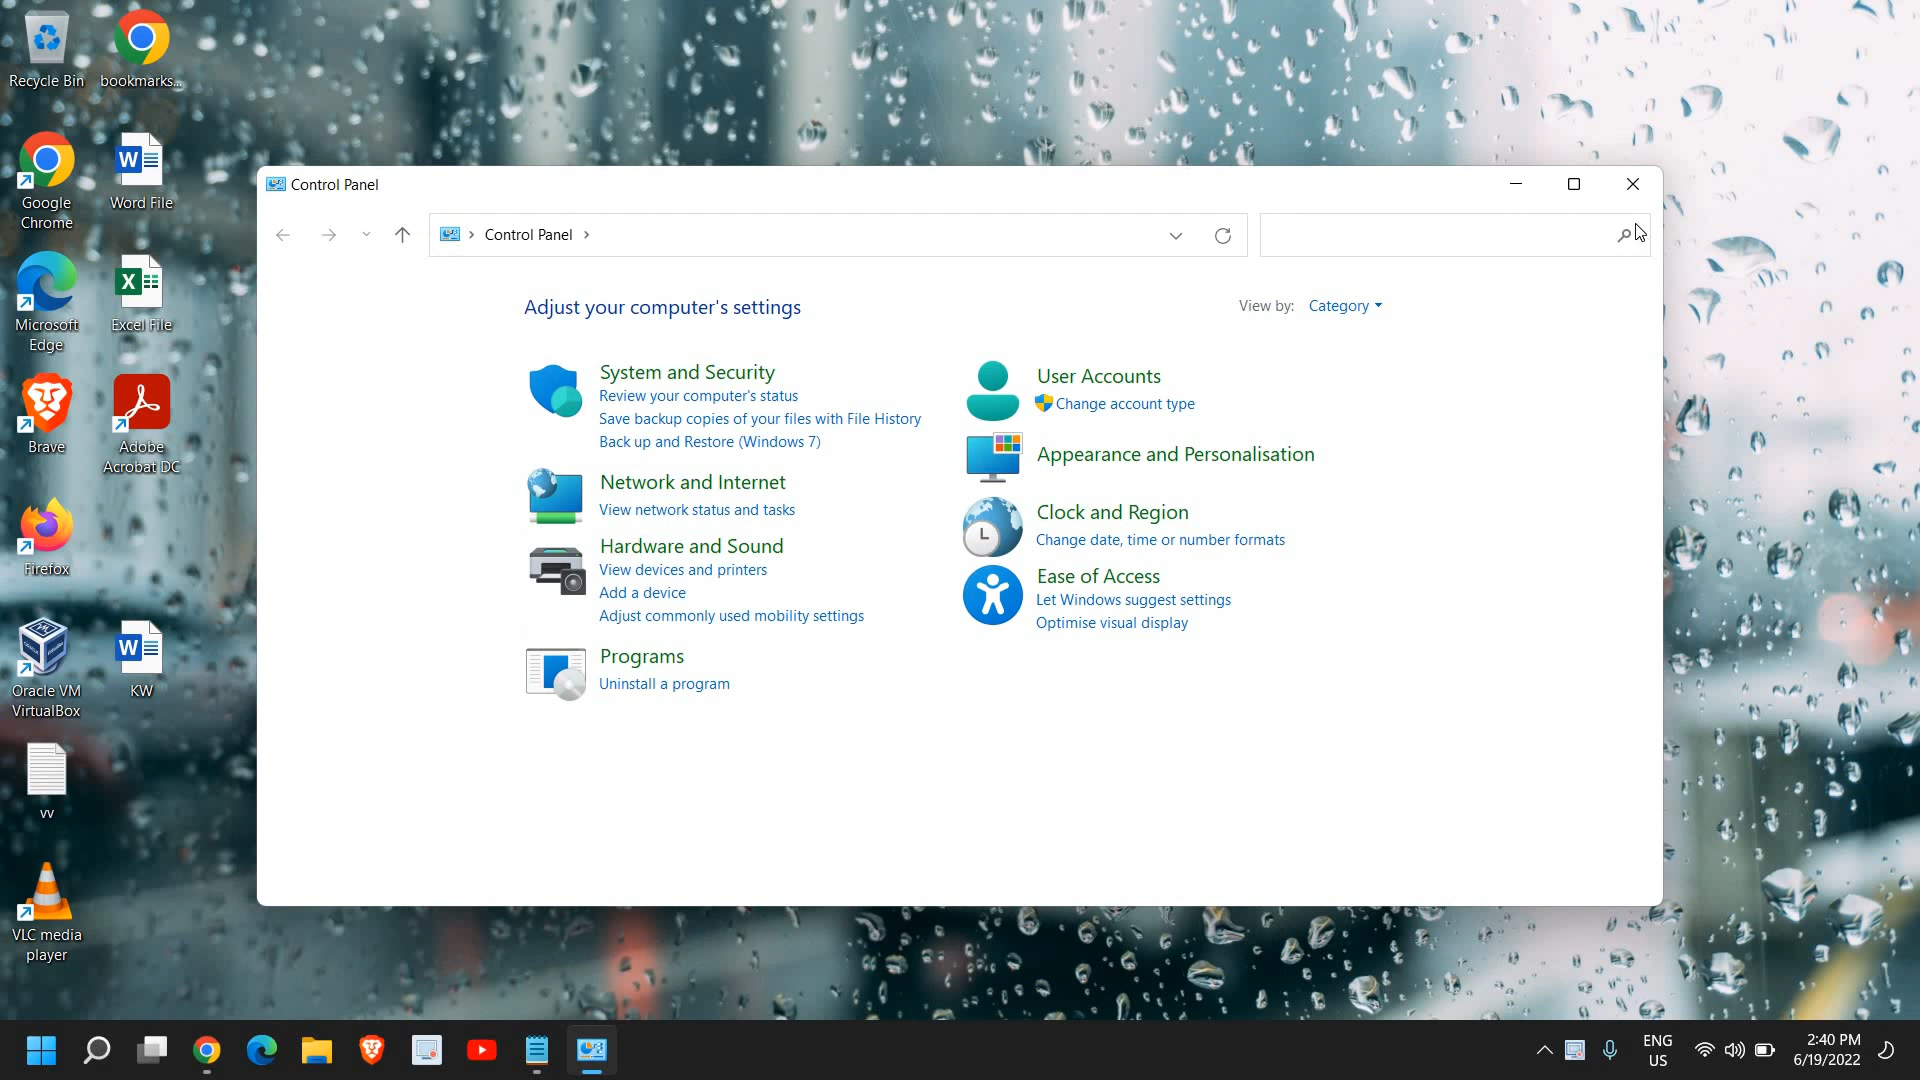 Recycle Bin
bookmarks...
Google
Chrome
Word File
Microsoft
Edge
Excel File
Brave
Adobe
Acrobat DC
Firefox
Oracle VM
VirtualBox
KW
vv
VLC media
player
Control Panel
Control Panel
Adjust your computer's settings
View by: Category
System and Security
Review your computer's status
Save backup copies of your files with File History
Back up and Restore (Windows 7)
Network and Internet
View network status and tasks
Hardware and Sound
View devices and printers
Add a device
Adjust commonly used mobility settings
Programs
Uninstall a program
User Accounts
Change account type
Appearance and Personalisation
Clock and Region
Change date, time or number formats
Ease of Access
Let Windows suggest settings
Optimise visual display
ENG
US
2:40 PM
6/19/2022